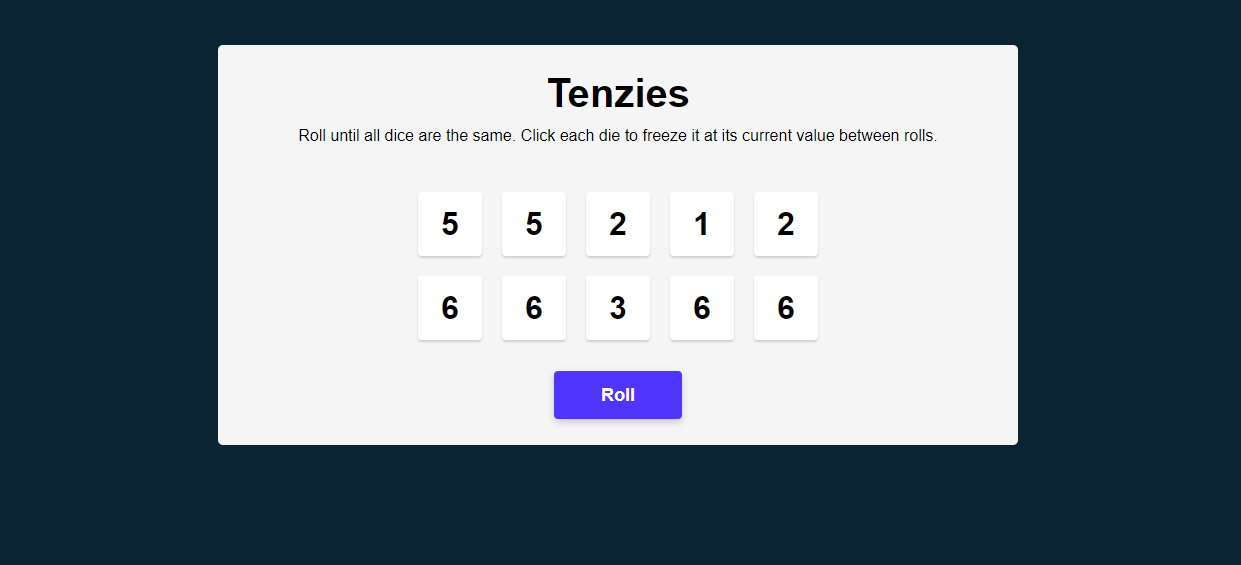 Tenzies
Roll until all dice are the same. Click each die to freeze it at its current value between rolls.
5 5 2 1 2
6 6 3 6 6
Roll